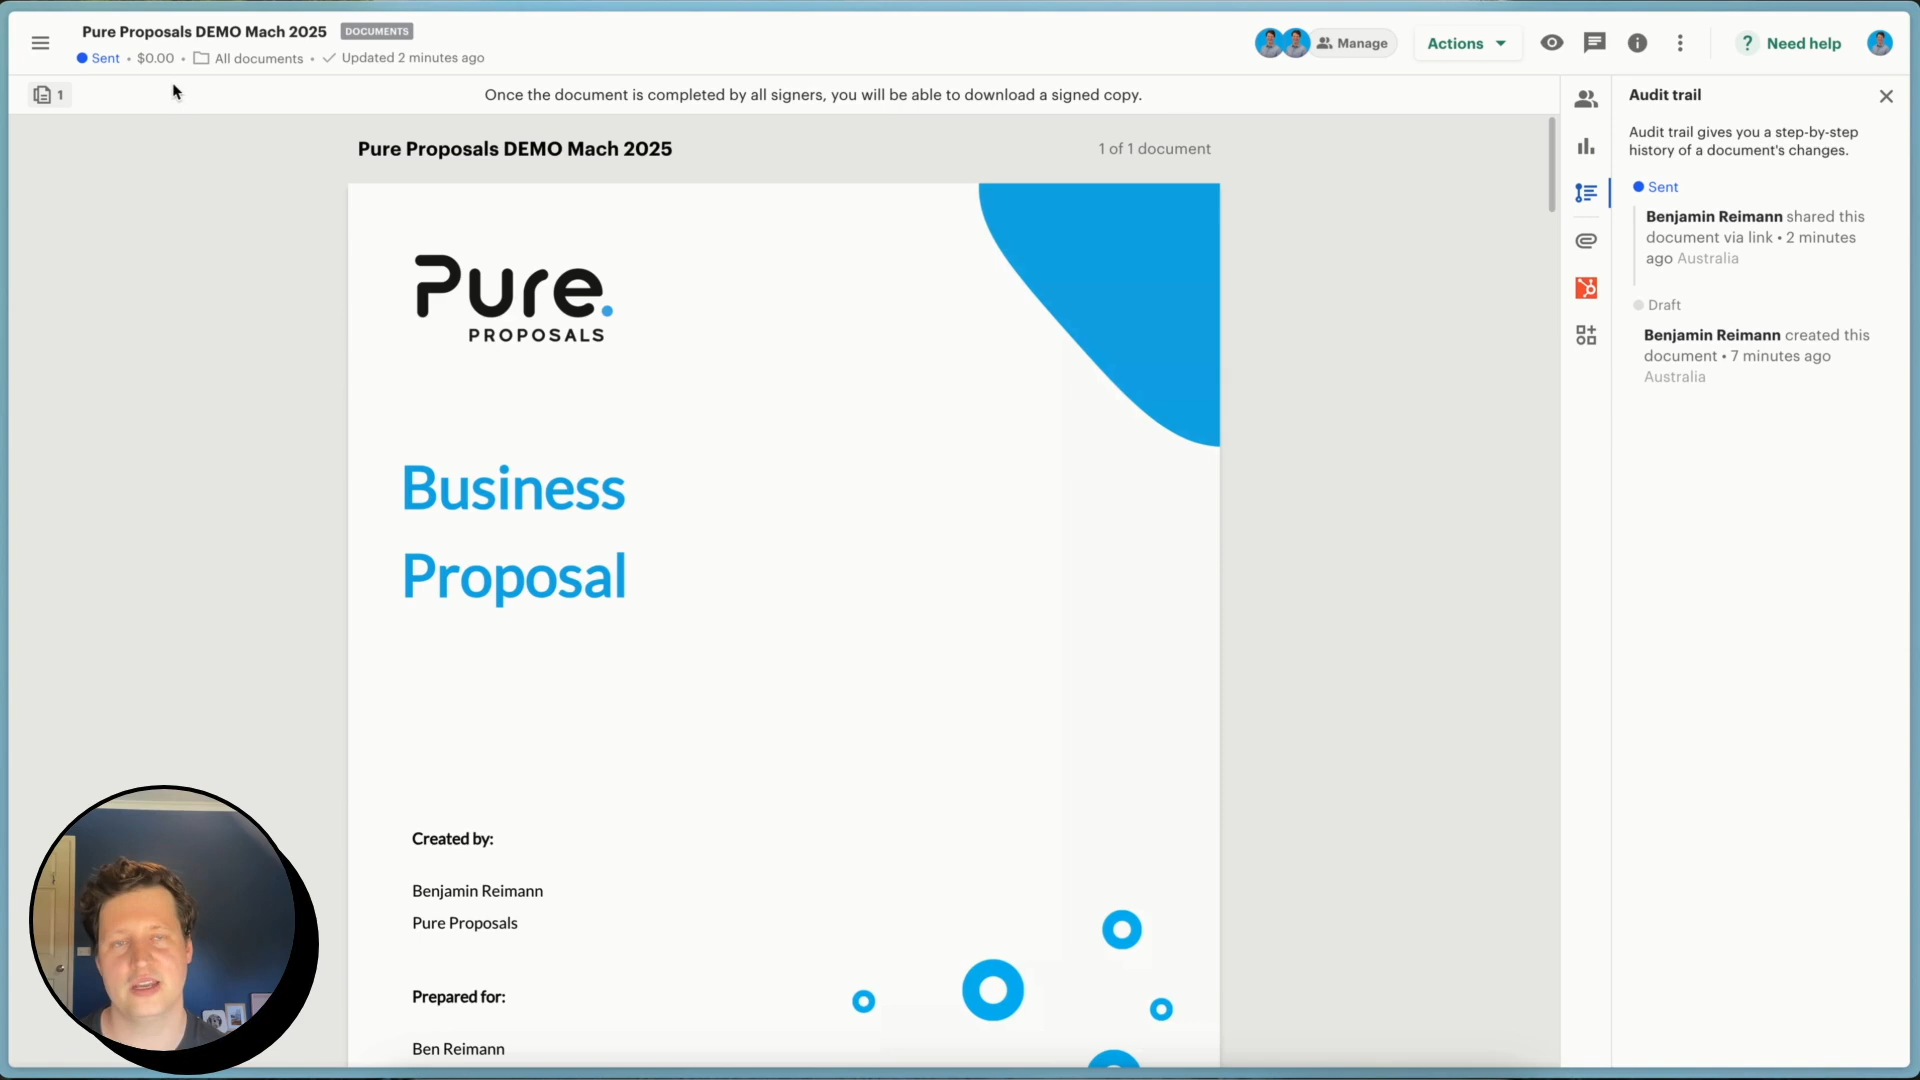 Pure Proposals DEMO Mach 2025 DOCUMENTS
Sent • $0.00 • All documents • Updated 2 minutes ago
Manage
Actions
? Need help
1
Once the document is completed by all signers, you will be able to download a signed copy.
Pure Proposals DEMO Mach 2025
1 of 1 document
Pure.
PROPOSALS
Business
Proposal
Created by:
Benjamin Reimann
Pure Proposals
Prepared for:
Ben Reimann
Audit trail
Audit trail gives you a step-by-step
history of a document's changes.
Sent
Benjamin Reimann shared this
document via link • 2 minutes
ago Australia
Draft
Benjamin Reimann created this
document • 7 minutes ago
Australia